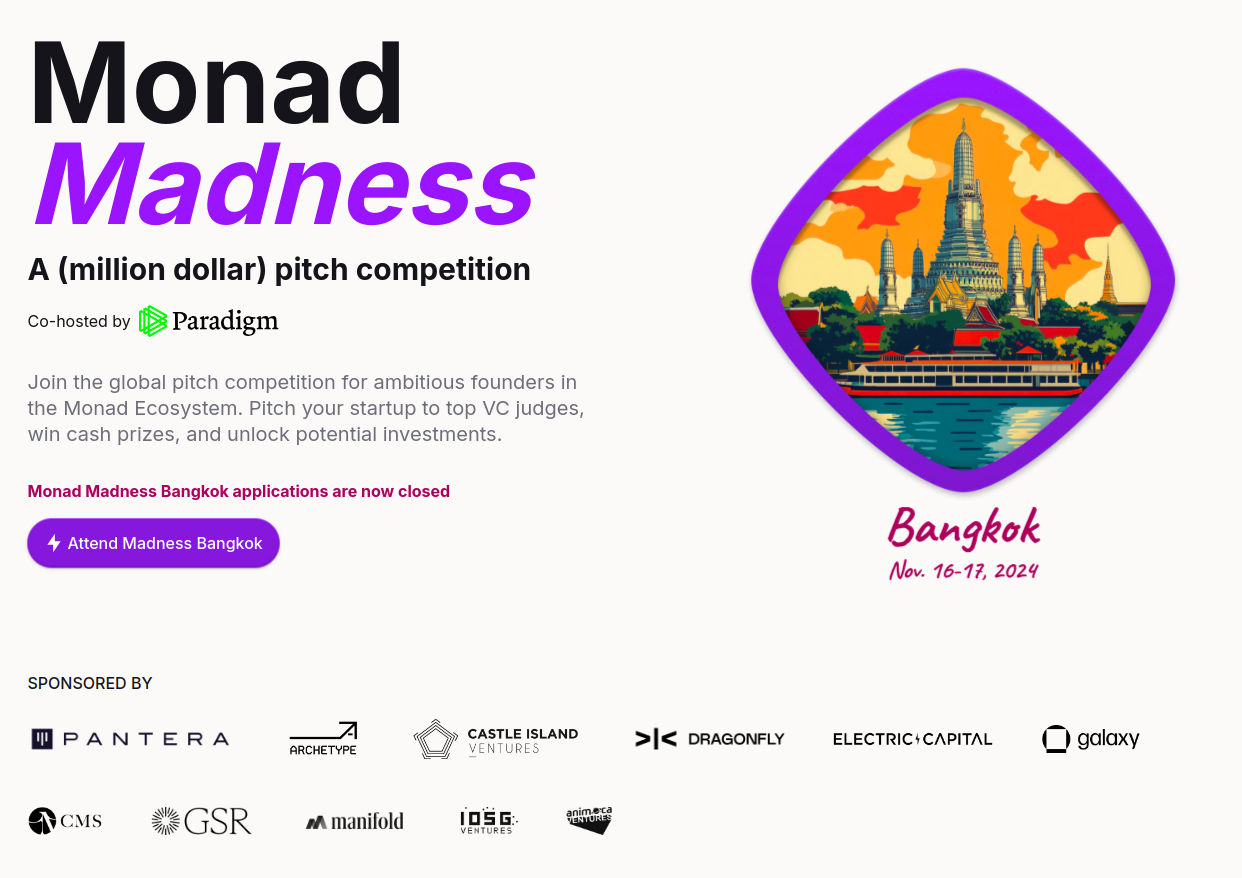 Monad
Madness
A (million dollar) pitch competition
Co-hosted by Paradigm
Join the global pitch competition for ambitious founders in
the Monad Ecosystem. Pitch your startup to top VC judges,
win cash prizes, and unlock potential investments.
Monad Madness Bangkok applications are now closed
Attend Madness Bangkok
Bangkok
Nov. 16-17, 2024
SPONSORED BY
PANTERA
ARCHETYPE
CASTLE ISLAND
VENTURES
DRAGONFLY
ELECTRIC CAPITAL
galaxy
CMS
GSR
manifold
IOSG
VENTURES
animoca
VENTURES